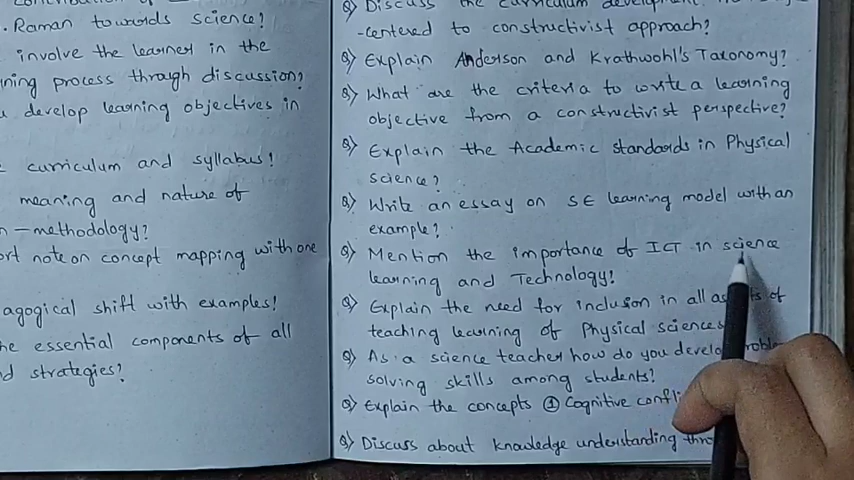 . Raman towards science?
involve the learner in the
ning process through discussion?
develop learning objectives in
curriculum and syllabus!
meaning and nature of
n - methodology?
ort note on concept mapping with one
agogical shift with examples!
he essential components of all
d strategies?
Q) Discuss the curriculum development
-centered to constructivist approach?
Q) Explain Anderson and Krathwohl's Taxonomy?
Q) What are the criteria to write a learning
objective from a constructivist perspective?
Q) Explain the Academic standards in Physical
science?
Q) Write an essay on 5E learning model with an
example?
Q) Mention the importance of ICT in science
learning and Technology!
Q) Explain the need for inclusion in all of
teaching learning of Physical sciences
Q) As a science teacher how do you develop
solving skills among students?
Q) Explain the concepts ① Cognitive confli
Q) Discuss about knowledge understanding thro